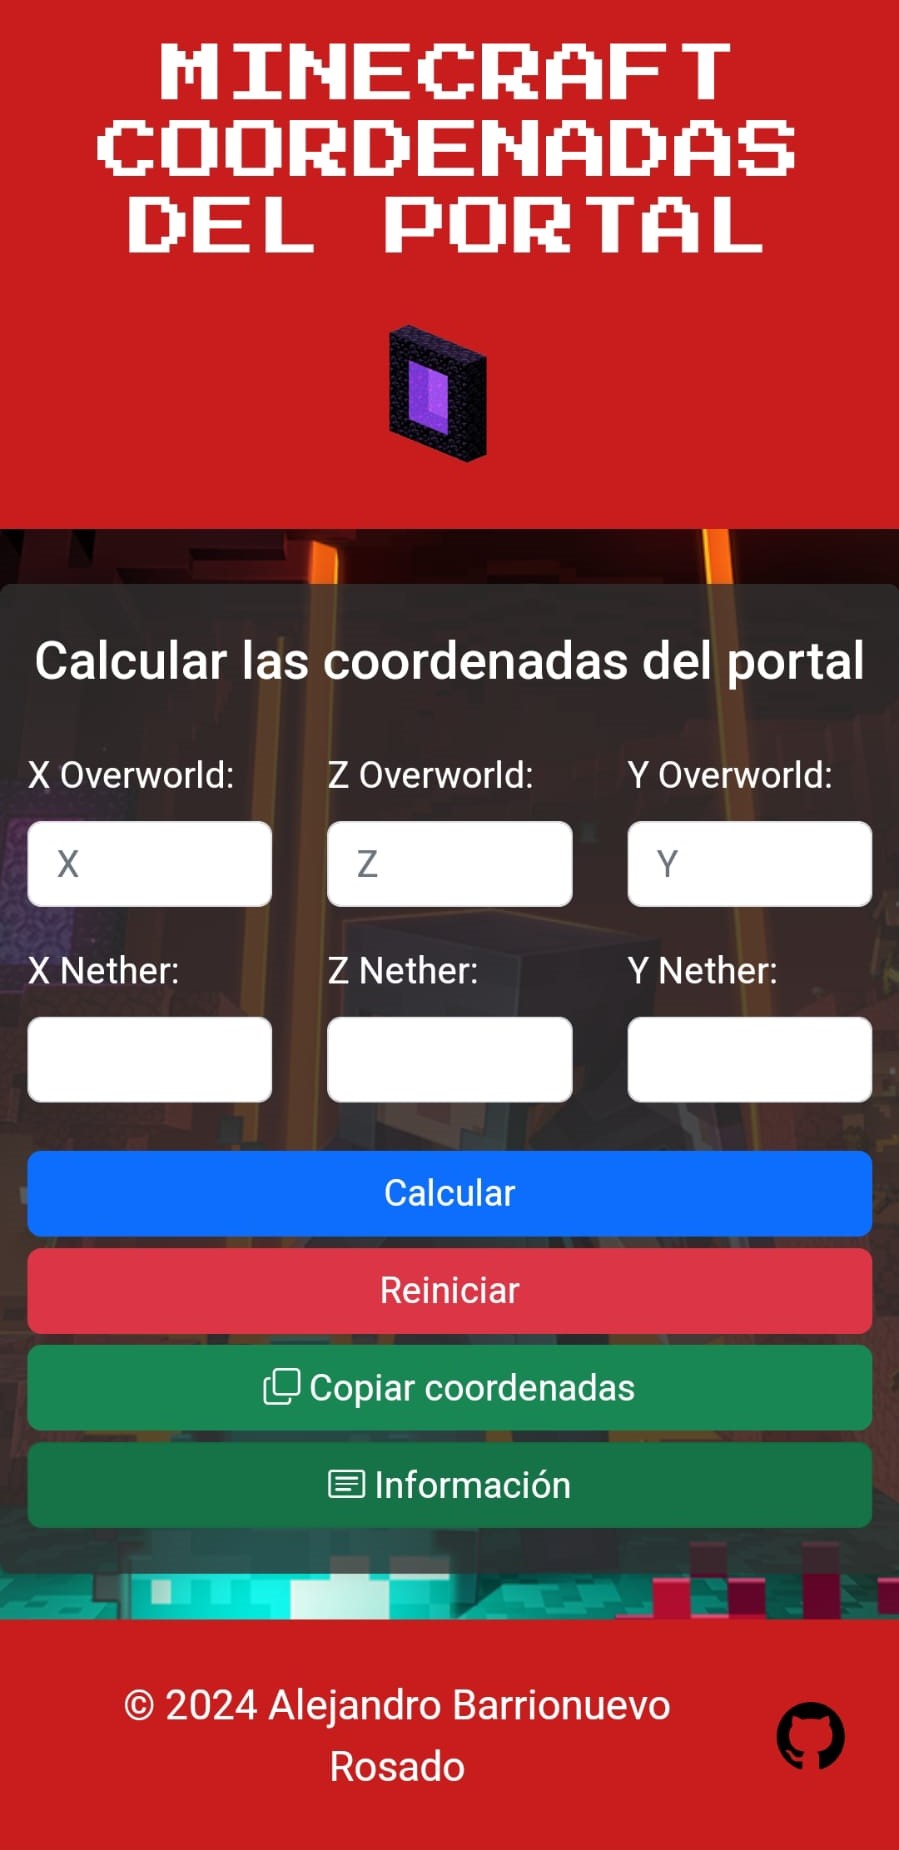 MINECRAFT
COORDENADAS
DEL PORTAL
Calcular las coordenadas del portal
X Overworld: Z Overworld: Y Overworld:
X Z Y
X Nether: Z Nether: Y Nether:
Calcular
Reiniciar
Copiar coordenadas
Información
© 2024 Alejandro Barrionuevo
Rosado